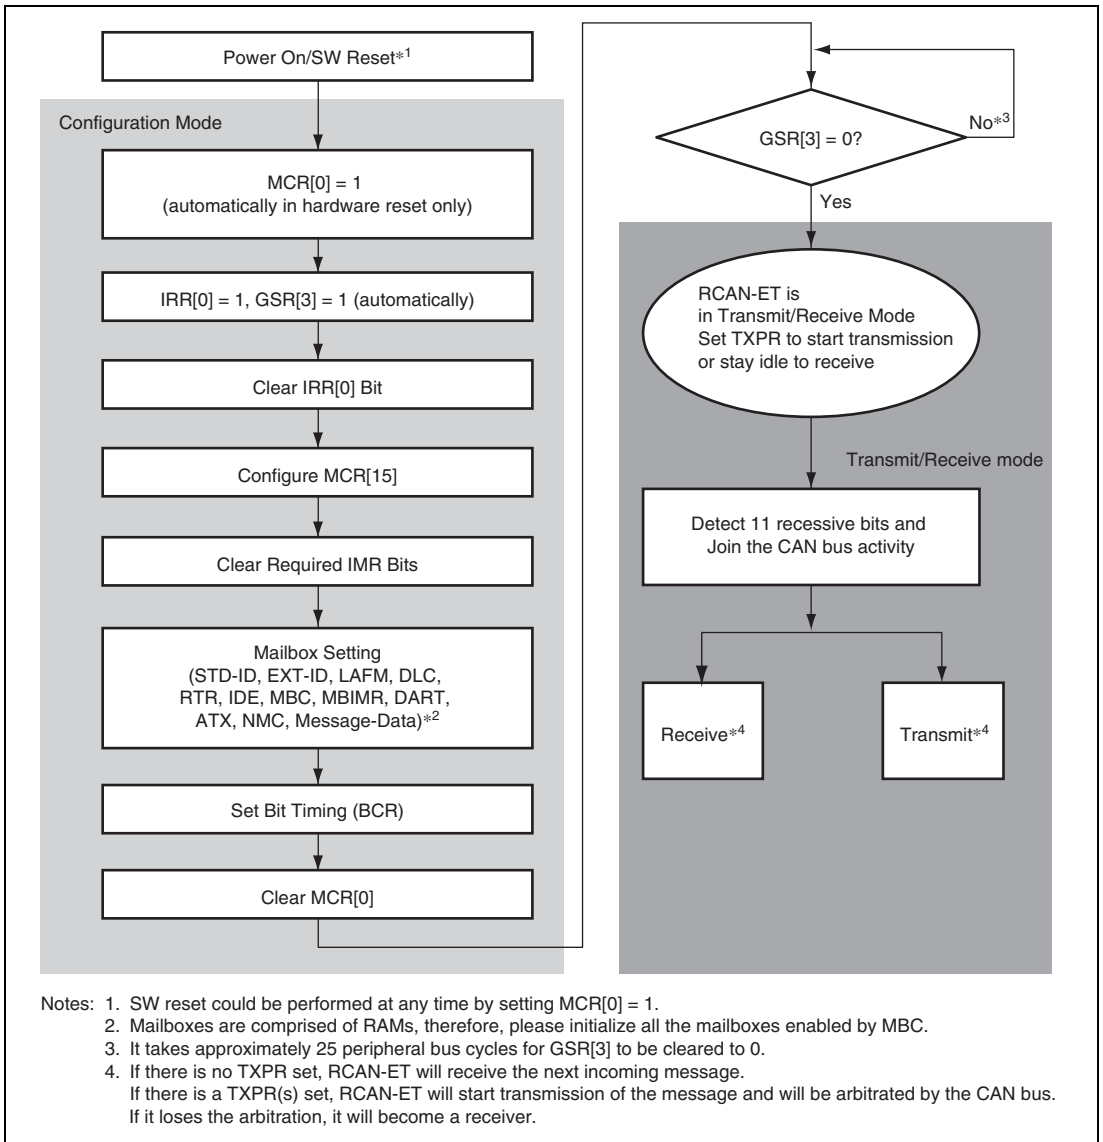 Power On/SW Reset*1
Configuration Mode
MCR[0] = 1
(automatically in hardware reset only)
IRR[0] = 1, GSR[3] = 1 (automatically)
Clear IRR[0] Bit
Configure MCR[15]
Clear Required IMR Bits
Mailbox Setting
(STD-ID, EXT-ID, LAFM, DLC,
RTR, IDE, MBC, MBIMR, DART,
ATX, NMC, Message-Data)*2
Set Bit Timing (BCR)
Clear MCR[0]
GSR[3] = 0?
No*3
Yes
RCAN-ET is
in Transmit/Receive Mode
Set TXPR to start transmission
or stay idle to receive
Transmit/Receive mode
Detect 11 recessive bits and
Join the CAN bus activity
Receive*4
Transmit*4
Notes: 1. SW reset could be performed at any time by setting MCR[0] = 1.
2. Mailboxes are comprised of RAMs, therefore, please initialize all the mailboxes enabled by MBC.
3. It takes approximately 25 peripheral bus cycles for GSR[3] to be cleared to 0.
4. If there is no TXPR set, RCAN-ET will receive the next incoming message.
If there is a TXPR(s) set, RCAN-ET will start transmission of the message and will be arbitrated by the CAN bus.
If it loses the arbitration, it will become a receiver.